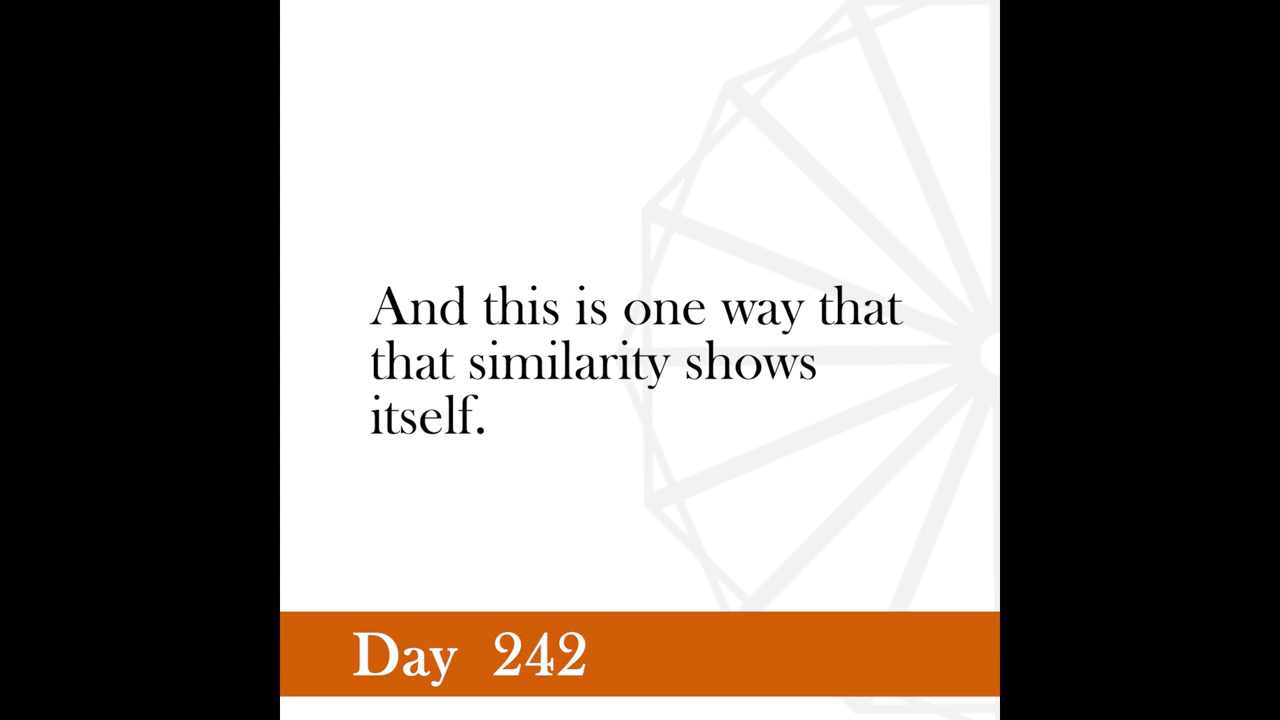 And this is one way that
that similarity shows
itself.
Day 242